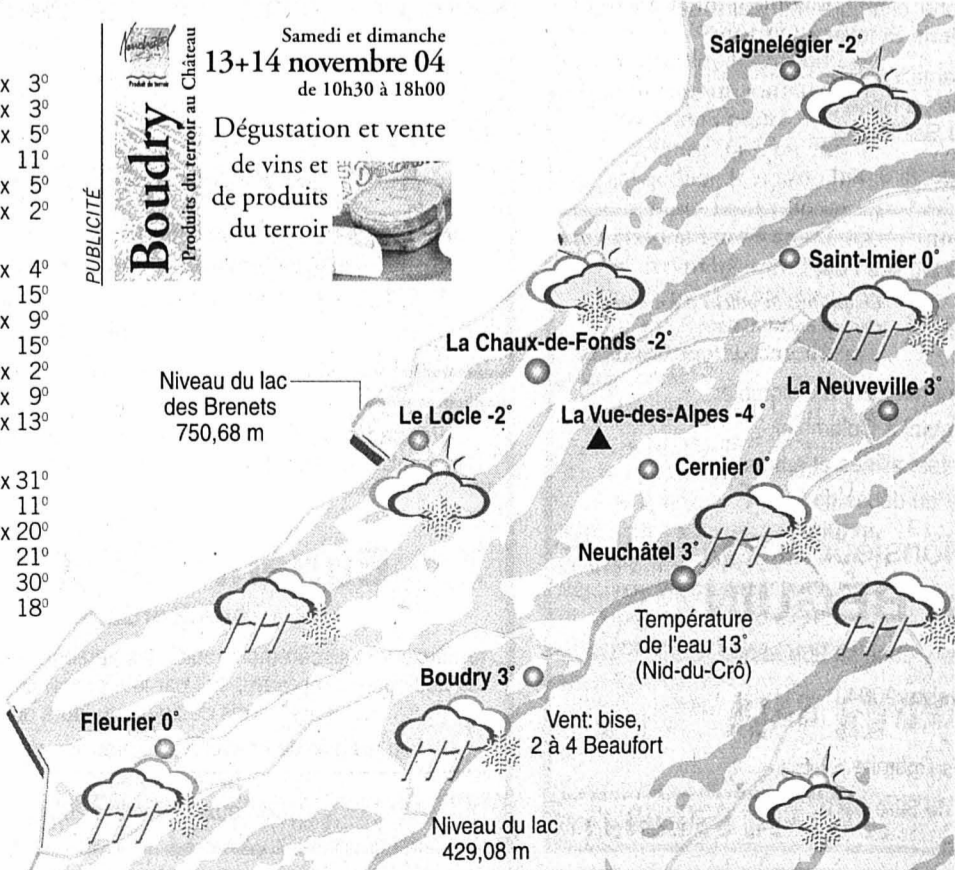 x 3°
x 3°
x 5°
11°
x 5°
x 2°
x 4°
15°
x 9°
15°
x 2°
x 9°
x 13°
x 31°
11°
x 20°
21°
30°
18°
PUBLICITÉ
Neuchâtel
Produit du terroir
Boudry
Produits du terroir au Château
Samedi et dimanche
13+14 novembre 04
de 10h30 à 18h00
Dégustation et vente
de vins et
de produits
du terroir
Saignelégier -2°
Saint-Imier 0°
La Chaux-de-Fonds -2°
La Neuveville 3°
Niveau du lac
des Brenets
750,68 m
Le Locle -2°
La Vue-des-Alpes -4°
Cernier 0°
Neuchâtel 3°
Température
de l'eau 13°
(Nid-du-Crô)
Boudry 3°
Fleurier 0°
Vent: bise,
2 à 4 Beaufort
Niveau du lac
429,08 m